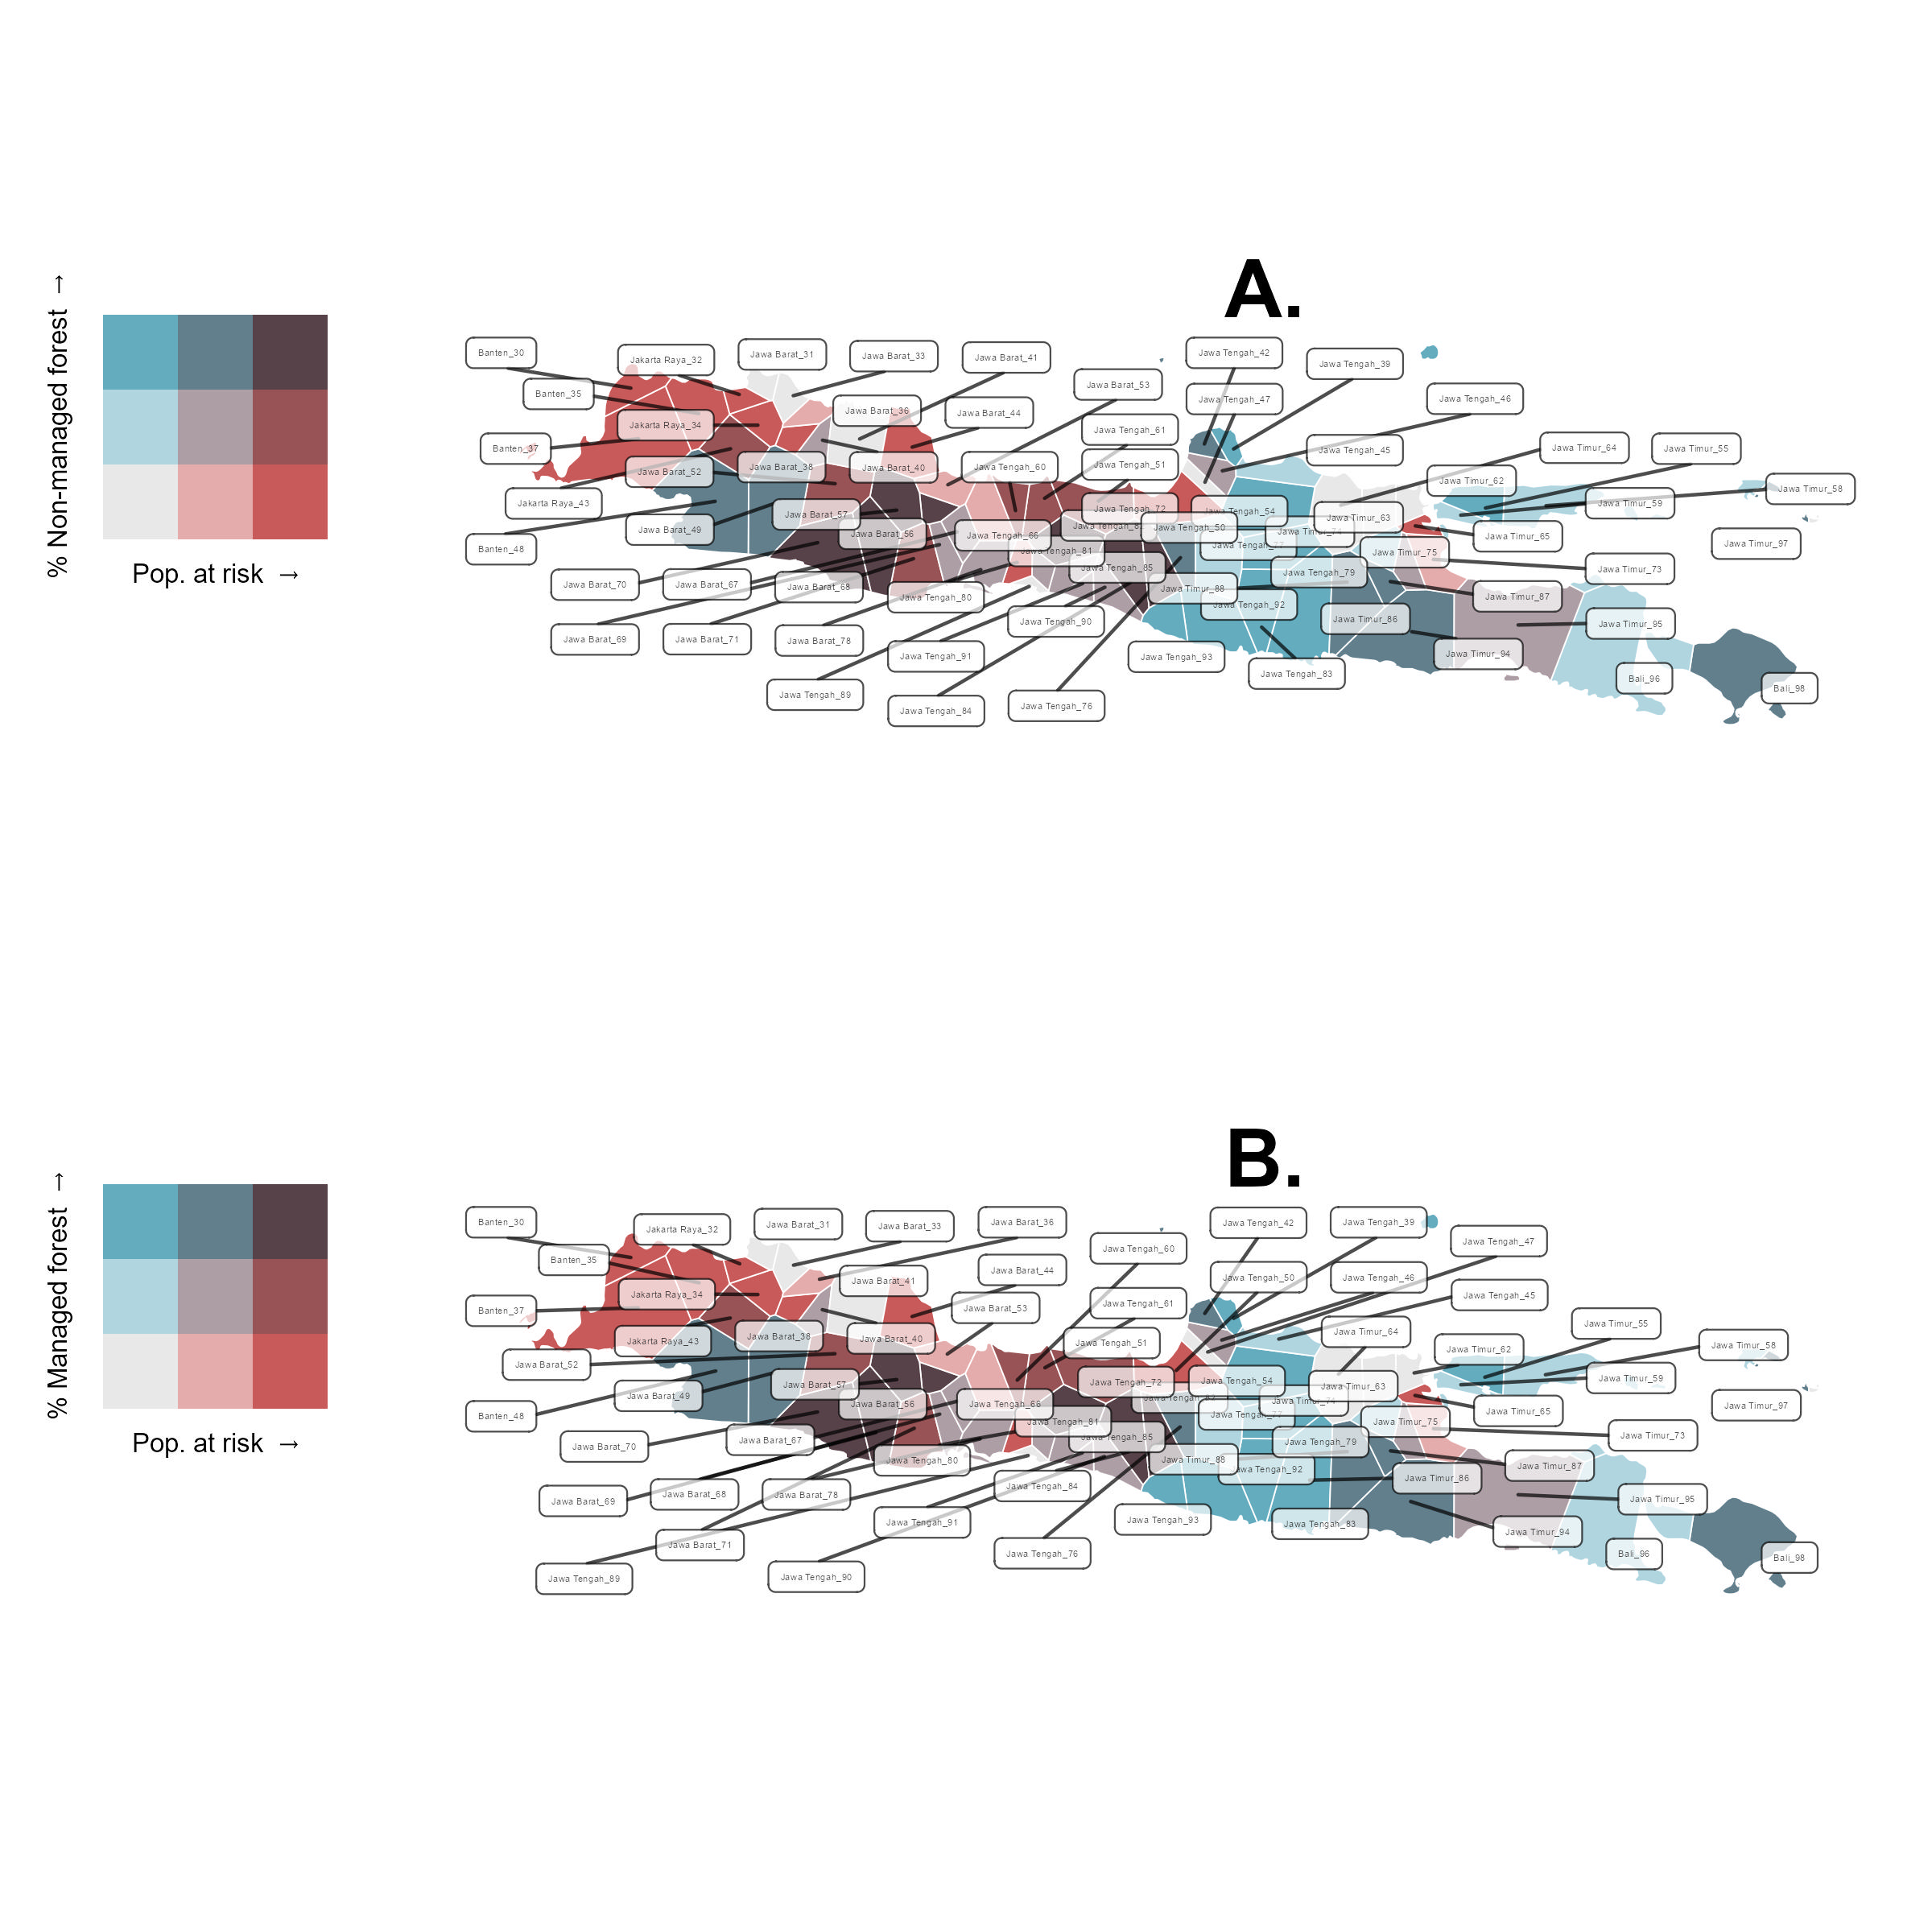 A.
% Non-managed forest →
Pop. at risk →
Banten_30
Jakarta Raya_32
Jawa Barat_31
Jawa Barat_33
Jawa Barat_41
Jawa Tengah_42
Jawa Tengah_39
Banten_35
Jawa Barat_53
Jawa Tengah_47
Jawa Tengah_46
Jawa Barat_36
Jawa Barat_44
Jakarta Raya_34
Jawa Tengah_61
Banten_37
Jawa Tengah_45
Jawa Timur_64
Jawa Timur_55
Jawa Barat_52
Jawa Barat_38
Jawa Barat_40
Jawa Tengah_60
Jawa Tengah_51
Jawa Timur_62
Jawa Timur_58
Jakarta Raya_43
Jawa Timur_59
Jawa Barat_57
Jawa Tengah_72
Jawa Tengah_54
Jawa Timur_63
Jawa Barat_49
Jawa Barat_56
Jawa Tengah_66
Jawa Tengah_50
Jawa Timur_65
Jawa Timur_97
Banten_48
Jawa Tengah_81
Jawa Timur_75
Jawa Tengah_85
Jawa Tengah_79
Jawa Timur_73
Jawa Barat_70
Jawa Barat_67
Jawa Barat_68
Jawa Tengah_80
Jawa Timur_88
Jawa Timur_87
Jawa Tengah_92
Jawa Tengah_90
Jawa Timur_86
Jawa Timur_95
Jawa Barat_69
Jawa Barat_71
Jawa Barat_78
Jawa Tengah_91
Jawa Tengah_93
Jawa Timur_94
Jawa Tengah_83
Bali_96
Bali_98
Jawa Tengah_89
Jawa Tengah_84
Jawa Tengah_76
B.
% Managed forest →
Pop. at risk →
Banten_30
Jakarta Raya_32
Jawa Barat_31
Jawa Barat_33
Jawa Barat_36
Jawa Tengah_42
Jawa Tengah_39
Jawa Tengah_47
Jawa Tengah_60
Banten_35
Jawa Barat_44
Jawa Barat_41
Jawa Tengah_50
Jawa Tengah_46
Jakarta Raya_34
Jawa Tengah_45
Jawa Tengah_61
Jawa Barat_53
Banten_37
Jawa Timur_55
Jawa Timur_64
Jakarta Raya_43
Jawa Barat_38
Jawa Barat_40
Jawa Tengah_51
Jawa Timur_62
Jawa Timur_58
Jawa Barat_52
Jawa Timur_59
Jawa Barat_57
Jawa Tengah_72
Jawa Tengah_54
Jawa Timur_63
Jawa Barat_49
Jawa Barat_56
Jawa Tengah_66
Jawa Timur_97
Jawa Timur_65
Banten_48
Jawa Tengah_81
Jawa Timur_75
Jawa Tengah_85
Jawa Timur_73
Jawa Barat_70
Jawa Barat_67
Jawa Tengah_79
Jawa Tengah_80
Jawa Timur_88
Jawa Tengah_92
Jawa Timur_87
Jawa Timur_86
Jawa Tengah_84
Jawa Barat_69
Jawa Barat_68
Jawa Barat_78
Jawa Timur_95
Jawa Tengah_91
Jawa Tengah_93
Jawa Tengah_83
Jawa Timur_94
Jawa Barat_71
Jawa Tengah_76
Bali_96
Bali_98
Jawa Tengah_89
Jawa Tengah_90